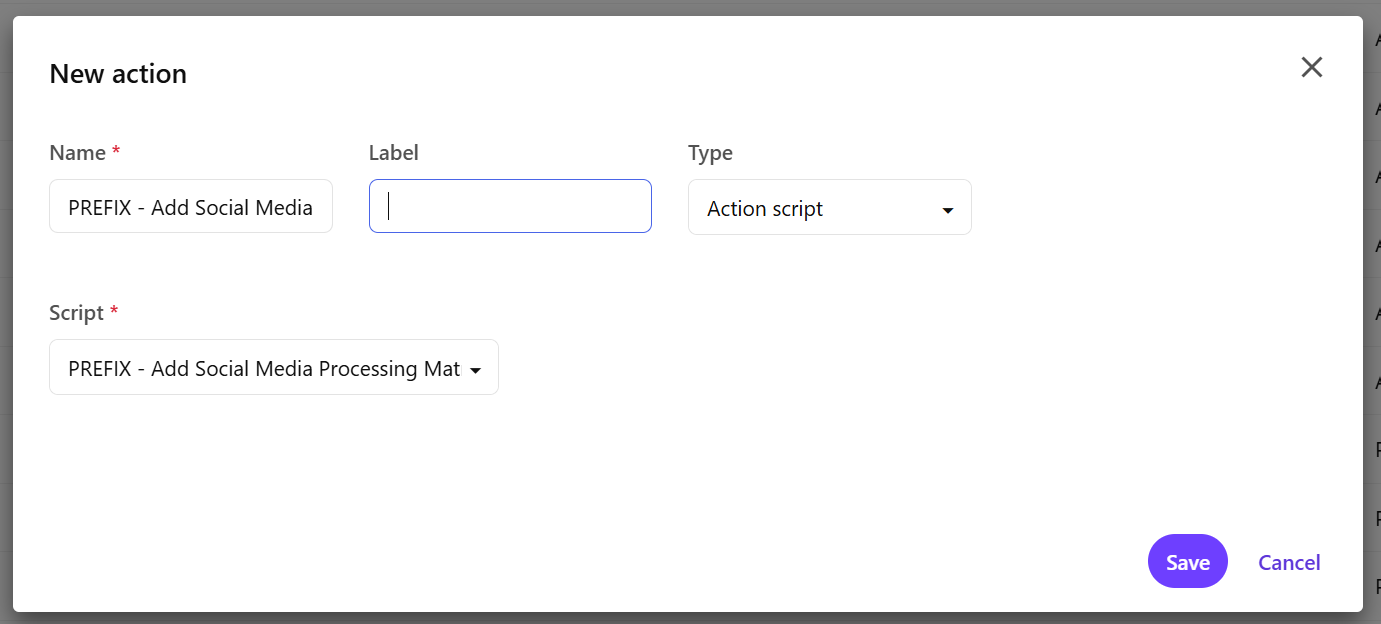 New action
Name *
Label
Type
PREFIX - Add Social Media
Action script
Script *
PREFIX - Add Social Media Processing Mat
Save
Cancel